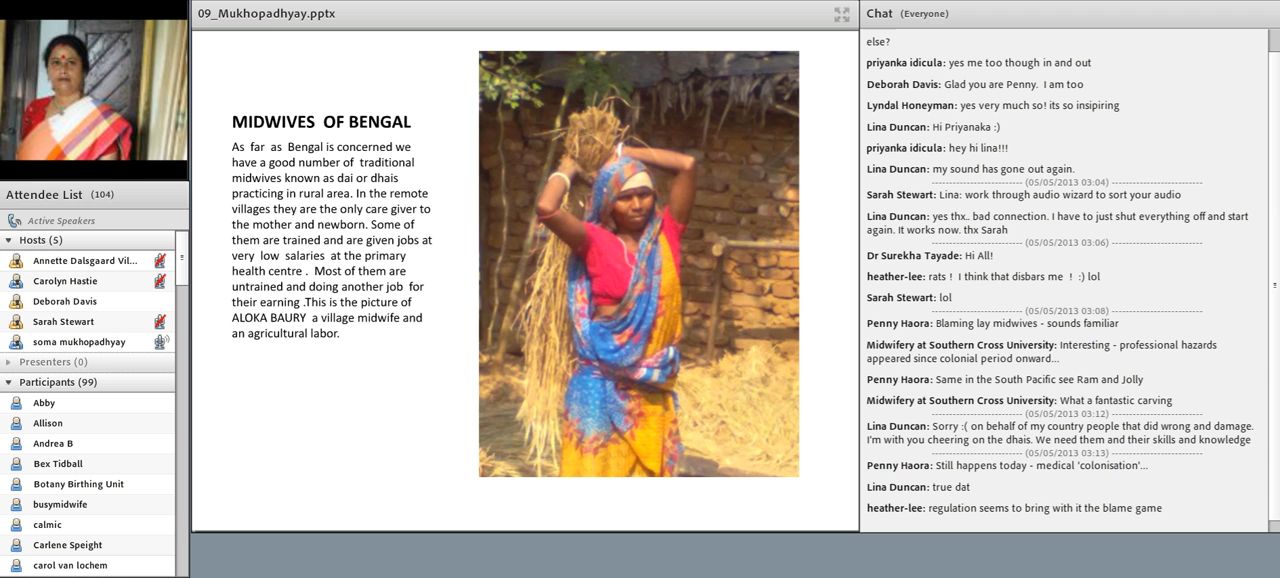 09_Mukhopadhyay.pptx
Attendee List (104)
Active Speakers
Hosts (5)
Annette Dalsgaard Vil...
Carolyn Hastie
Deborah Davis
Sarah Stewart
soma mukhopadhyay
Presenters (0)
Participants (99)
Abby
Allison
Andrea B
Bex Tidball
Botany Birthing Unit
busymidwife
calmic
Carlene Speight
carol van lochem
MIDWIVES OF BENGAL
As far as Bengal is concerned we
have a good number of traditional
midwives known as dai or dhais
practicing in rural area. In the remote
villages they are the only care giver to
the mother and newborn. Some of
them are trained and are given jobs at
very low salaries at the primary
health centre . Most of them are
untrained and doing another job for
their earning .This is the picture of
ALOKA BAURY a village midwife and
an agricultural labor.
Chat (Everyone)
else?
priyanka idicula: yes me too though in and out
Deborah Davis: Glad you are Penny. I am too
Lyndal Honeyman: yes very much so! its so insipiring
Lina Duncan: Hi Priyanaka :)
priyanka idicula: hey hi lina!!!
Lina Duncan: my sound has gone out again.
(05/05/2013 03:04)
Sarah Stewart: Lina: work through audio wizard to sort your audio
Lina Duncan: yes thx.. bad connection. I have to just shut everything off and start
again. It works now. thx Sarah
(05/05/2013 03:06)
Dr Surekha Tayade: Hi All!
heather-lee: rats ! I think that disbars me ! :) lol
Sarah Stewart: lol
(05/05/2013 03:08)
Penny Haora: Blaming lay midwives - sounds familiar
Midwifery at Southern Cross University: Interesting - professional hazards
appeared since colonial period onward...
Penny Haora: Same in the South Pacific see Ram and Jolly
Midwifery at Southern Cross University: What a fantastic carving
(05/05/2013 03:12)
Lina Duncan: Sorry :( on behalf of my country people that did wrong and damage.
I'm with you cheering on the dhais. We need them and their skills and knowledge
(05/05/2013 03:13)
Penny Haora: Still happens today - medical 'colonisation'...
Lina Duncan: true dat
heather-lee: regulation seems to bring with it the blame game